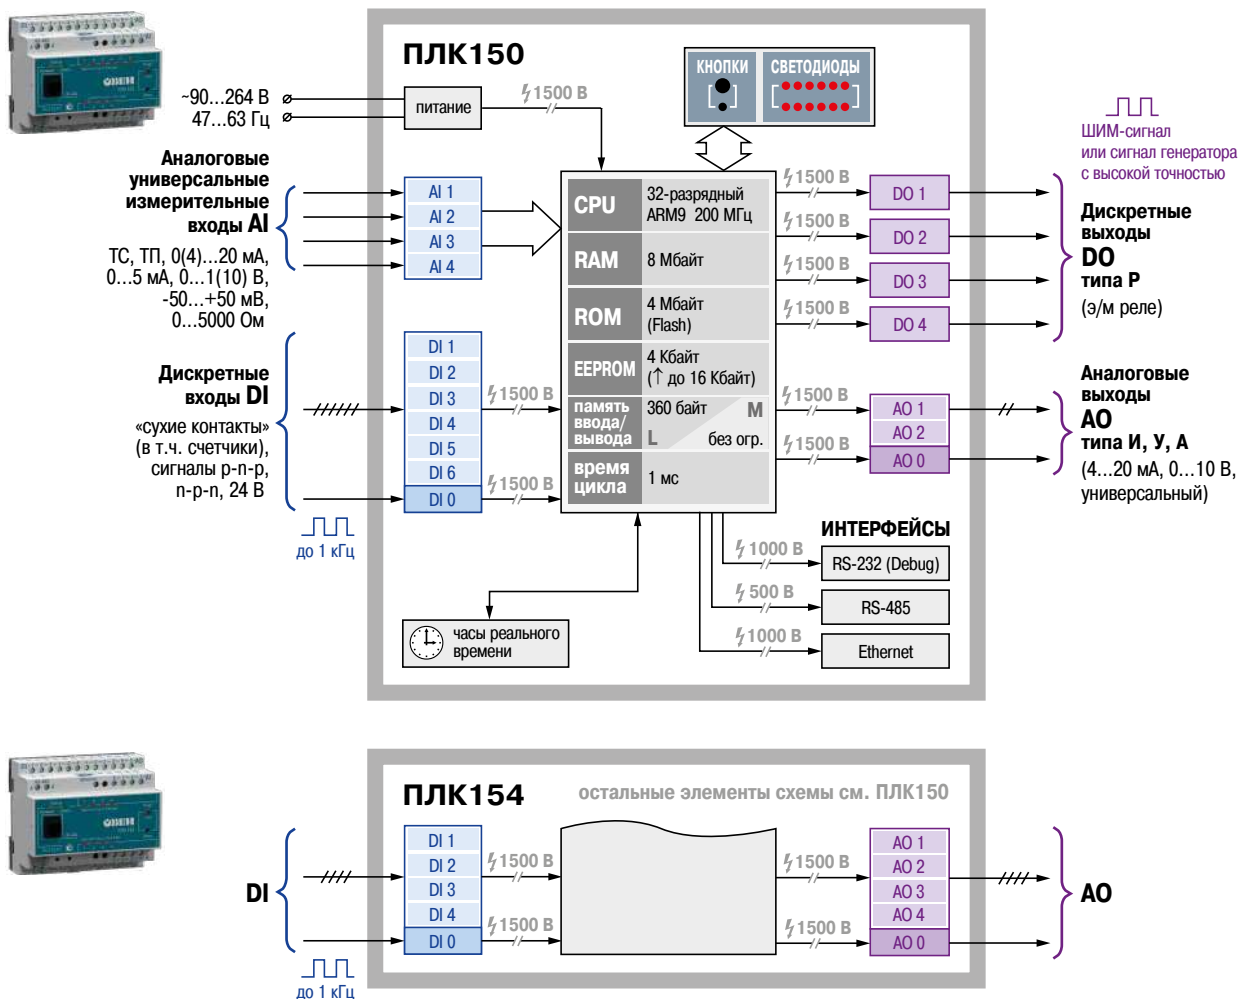 ПЛК150
~90...264 В
47...63 Гц
питание
1500 В
КНОПКИ
СВЕТОДИОДЫ
Аналоговые
универсальные
измерительные
входы AI
ТС, ТП, 0(4)...20 мА,
0...5 мА, 0...1(10) В,
-50...+50 мВ,
0...5000 Ом
AI 1
AI 2
AI 3
AI 4
Дискретные
входы DI
«сухие контакты»
(в т.ч. счетчики),
сигналы p-n-p,
n-p-n, 24 В
до 1 кГц
DI 1
DI 2
DI 3
DI 4
DI 5
DI 6
DI 0
1500 В
1500 В
CPU
32-разрядный
ARM9 200 МГц
RAM
8 Мбайт
ROM
4 Мбайт
(Flash)
EEPROM
4 Кбайт
(↑ до 16 Кбайт)
память
ввода/
вывода
360 байт
M
L
без огр.
время
цикла
1 мс
часы реального
времени
1500 В
1500 В
1500 В
1500 В
DO 1
DO 2
DO 3
DO 4
ШИМ-сигнал
или сигнал генератора
с высокой точностью
Дискретные
выходы
DO
типа Р
(э/м реле)
1500 В
1500 В
AO 1
AO 2
AO 0
Аналоговые
выходы
AO
типа И, У, А
(4...20 мА, 0...10 В,
универсальный)
ИНТЕРФЕЙСЫ
1000 В
RS-232 (Debug)
500 В
RS-485
1000 В
Ethernet
ПЛК154
остальные элементы схемы см. ПЛК150
DI
до 1 кГц
DI 1
DI 2
DI 3
DI 4
DI 0
1500 В
1500 В
1500 В
1500 В
AO 1
AO 2
AO 3
AO 4
AO 0
AO